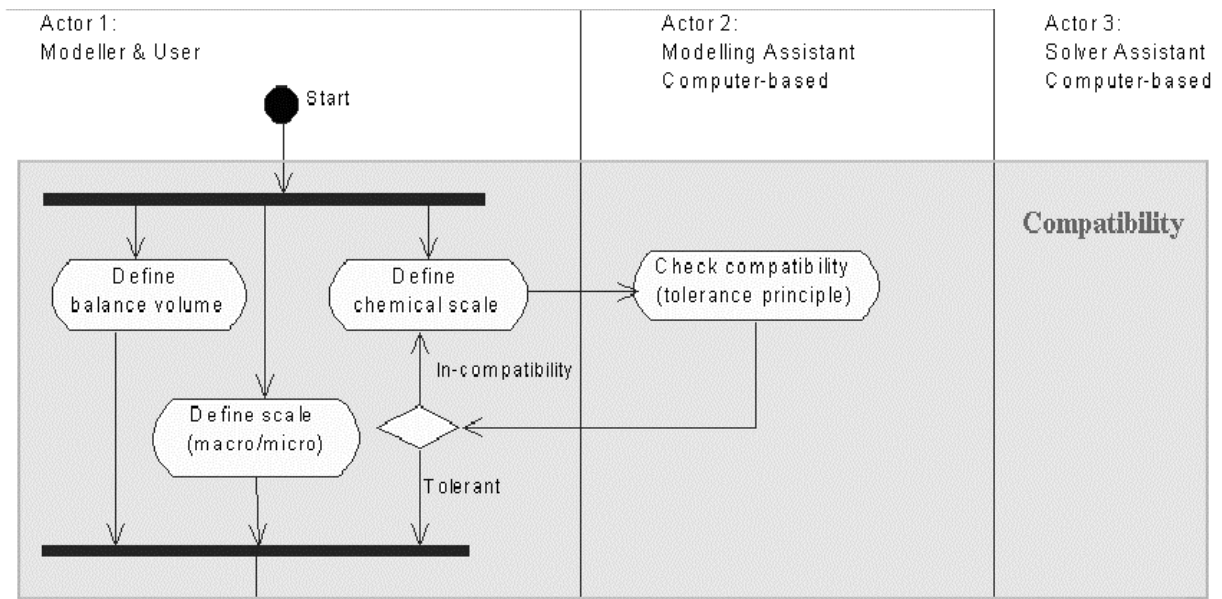 Actor 1:
Modeller & User
Actor 2:
Modelling Assistant
Computer-based
Actor 3:
Solver Assistant
Computer-based
Start
Compatibility
Define
balance volume
Define
chemical scale
Check compatibility
(tolerance principle)
In-compatibility
Define scale
(macro/micro)
Tolerant